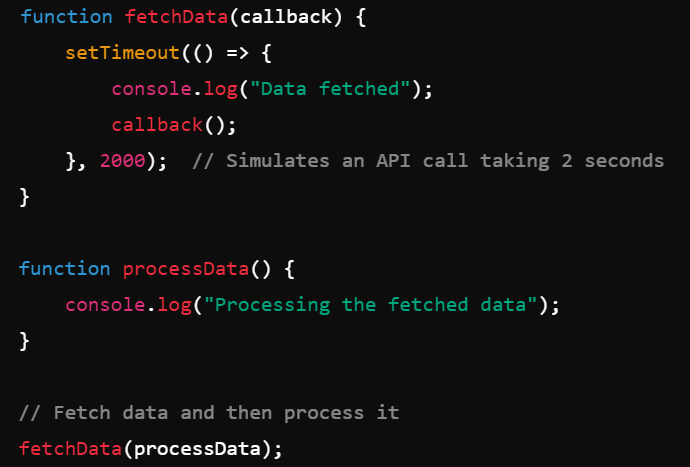 function fetchData(callback) {
    setTimeout(() => {
        console.log("Data fetched");
        callback();
    }, 2000);  // Simulates an API call taking 2 seconds
}

function processData() {
    console.log("Processing the fetched data");
}

// Fetch data and then process it
fetchData(processData);